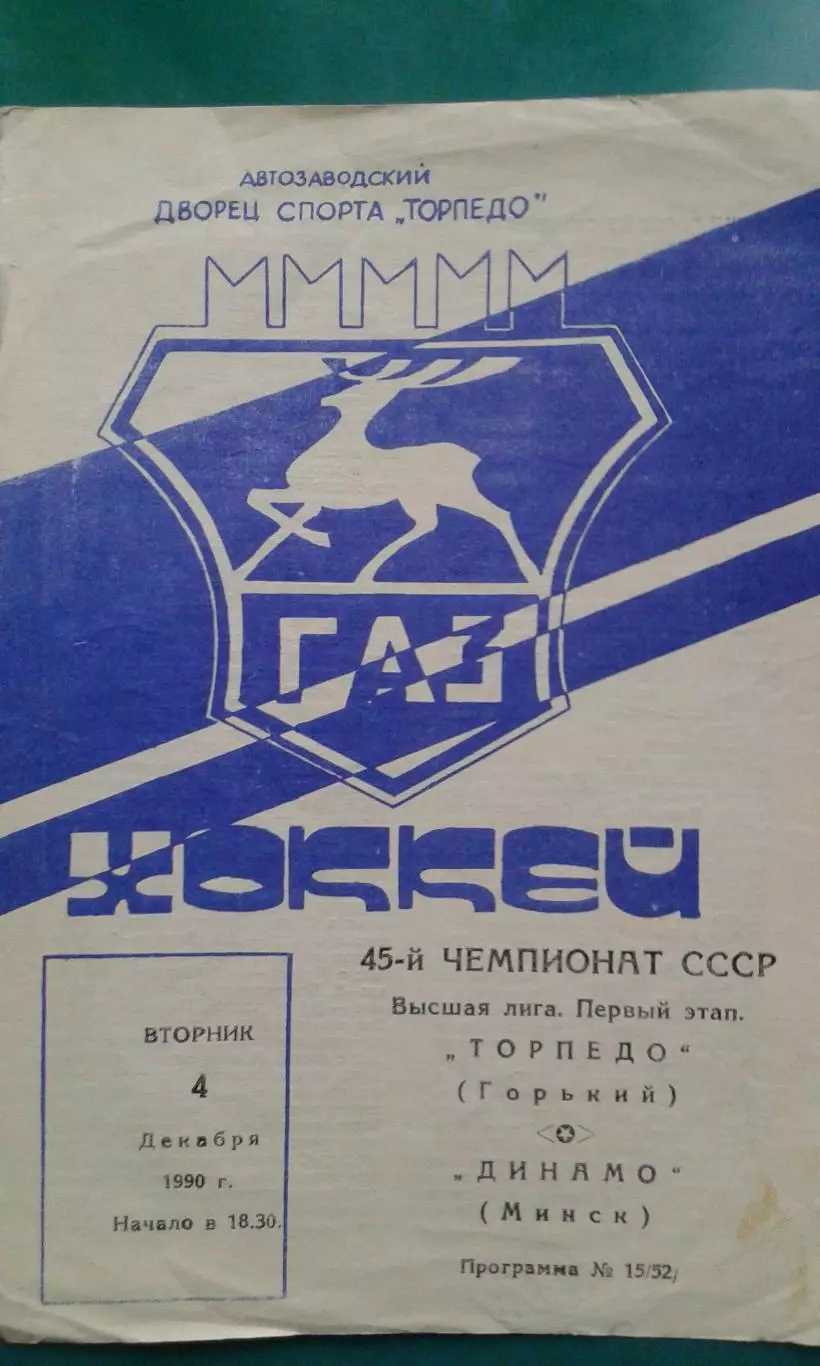 АВТОЗАВОДСКИЙ
ДВОРЕЦ СПОРТА „ТОРПЕДО"
ГАЗ
ХОККЕЙ
45-й ЧЕМПИОНАТ СССР
Высшая лига. Первый этап.
„ТОРПЕДО"
(Горький)
„ДИНАМО"
(Минск)
Программа № 15/52/
ВТОРНИК
4
Декабря
1990 г.
Начало в 18.30.